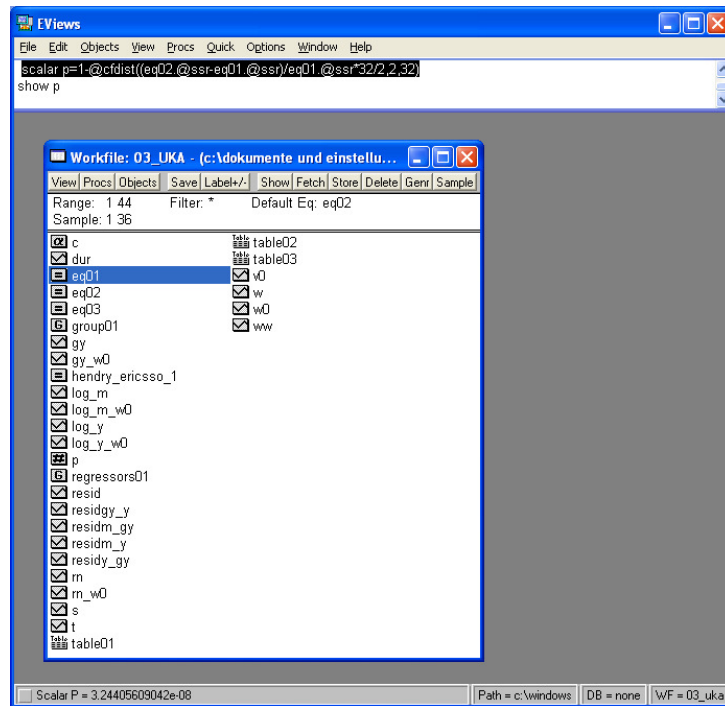 EViews
File Edit Objects View Procs Quick Options Window Help
scalar p=1-@cfdist((eq02.@ssr-eq01.@ssr)/eq01.@ssr*32/2,2,32)
show p
Workfile: 03_UKA - (c:\dokumente und einstellu...
View Procs Objects Save Label+/- Show Fetch Store Delete Genr Sample
Range: 1 44 Filter: * Default Eq: eq02
Sample: 1 36
c
dur
eq01
eq02
eq03
group01
gy
gy_w0
hendry_ericsso_1
log_m
log_m_w0
log_y
log_y_w0
p
regressors01
resid
residgy_y
residm_gy
residm_y
residy_gy
rn
rn_w0
s
t
table01
table02
table03
v0
w
w0
ww
Scalar P = 3.24405609042e-08 Path = c:\windows DB = none WF = 03_uka